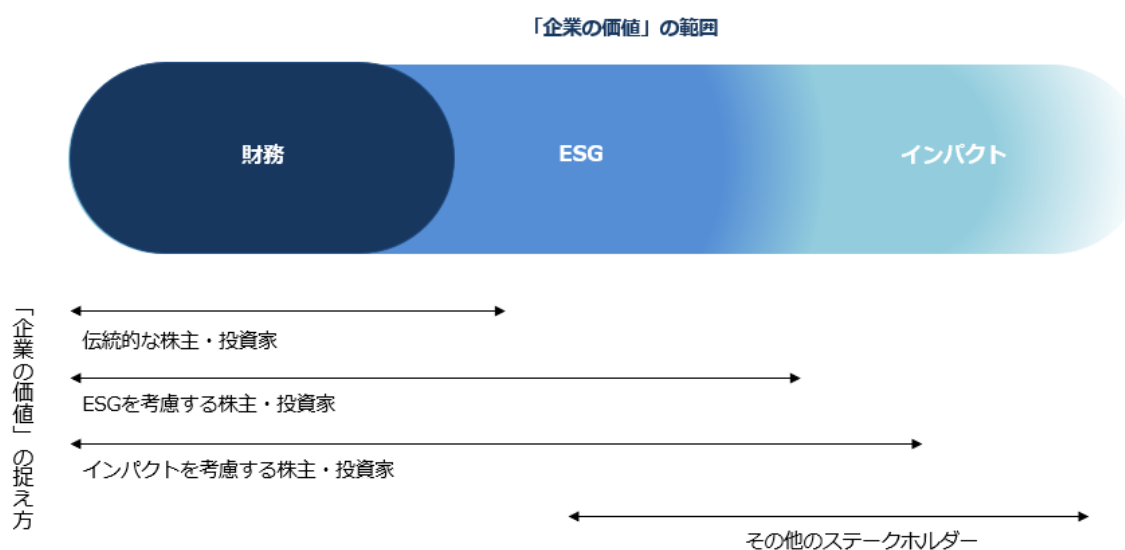 「企業の価値」の範囲
財務
ESG
インパクト
「企業の価値」の捉え方
伝統的な株主・投資家
ESGを考慮する株主・投資家
インパクトを考慮する株主・投資家
その他のステークホルダー